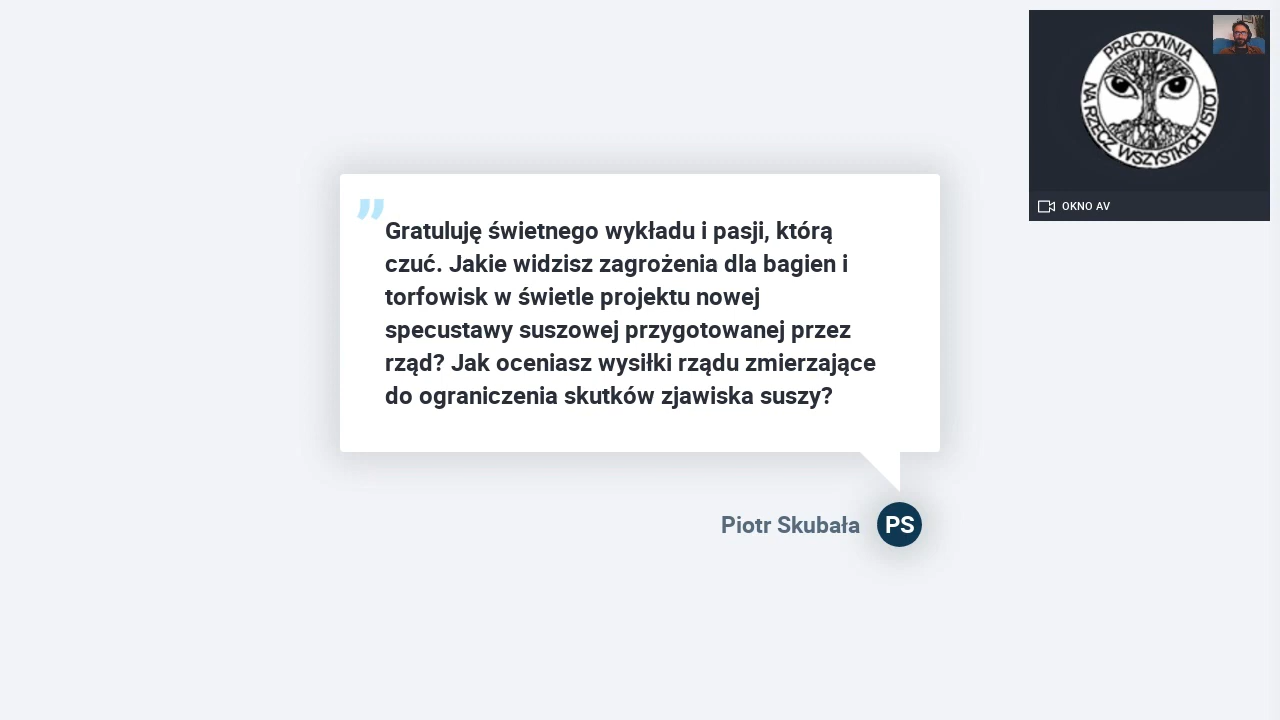 PRACOWNIA
NA RZECZ WSZYSTKICH ISTOT
OKNO AV
"
Gratuluję świetnego wykładu i pasji, którą
czuć. Jakie widzisz zagrożenia dla bagien i
torfowisk w świetle projektu nowej
specustawy suszowej przygotowanej przez
rząd? Jak oceniasz wysiłki rządu zmierzające
do ograniczenia skutków zjawiska suszy?
Piotr Skubała PS